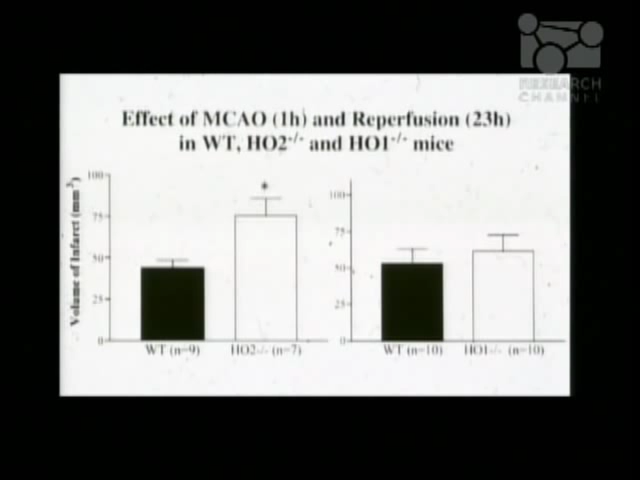 RESEARCH
CHANNEL
Effect of MCAO (1h) and Reperfusion (23h)
in WT, HO2-/- and HO1-/- mice
Volume of Infarct (mm3)
100
75
50
25
0
WT (n=9)
HO2-/- (n=7)
*
100
75
50
25
0
WT (n=10)
HO1-/- (n=10)